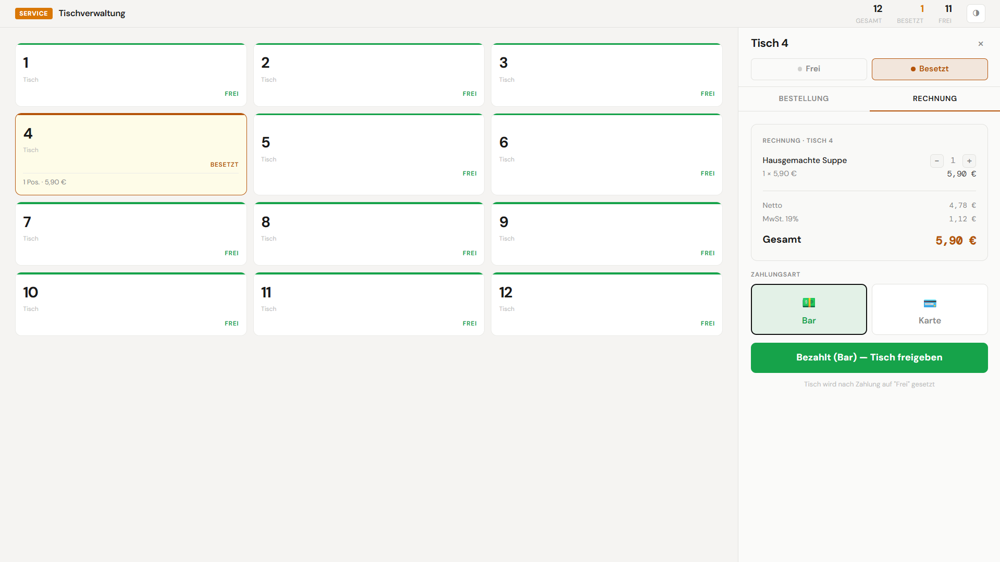 SERVICE Tischverwaltung
12 GESAMT
1 BESETZT
11 FREI
1
Tisch
FREI
2
Tisch
FREI
3
Tisch
FREI
4
Tisch
BESETZT
1 Pos. · 5,90 €
5
Tisch
FREI
6
Tisch
FREI
7
Tisch
FREI
8
Tisch
FREI
9
Tisch
FREI
10
Tisch
FREI
11
Tisch
FREI
12
Tisch
FREI
Tisch 4 ×
Frei Besetzt
BESTELLUNG RECHNUNG
RECHNUNG · TISCH 4
Hausgemachte Suppe − 1 +
1 × 5,90 € 5,90 €
Netto 4,78 €
MwSt. 19% 1,12 €
Gesamt 5,90 €
ZAHLUNGSART
Bar Karte
Bezahlt (Bar) — Tisch freigeben
Tisch wird nach Zahlung auf "Frei" gesetzt